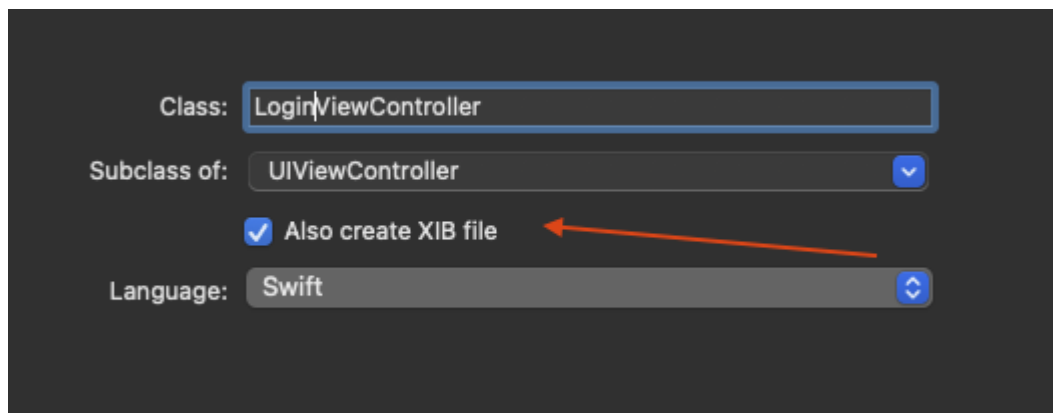 Class: LoginViewController
Subclass of: UIViewController
Also create XIB file
Language: Swift